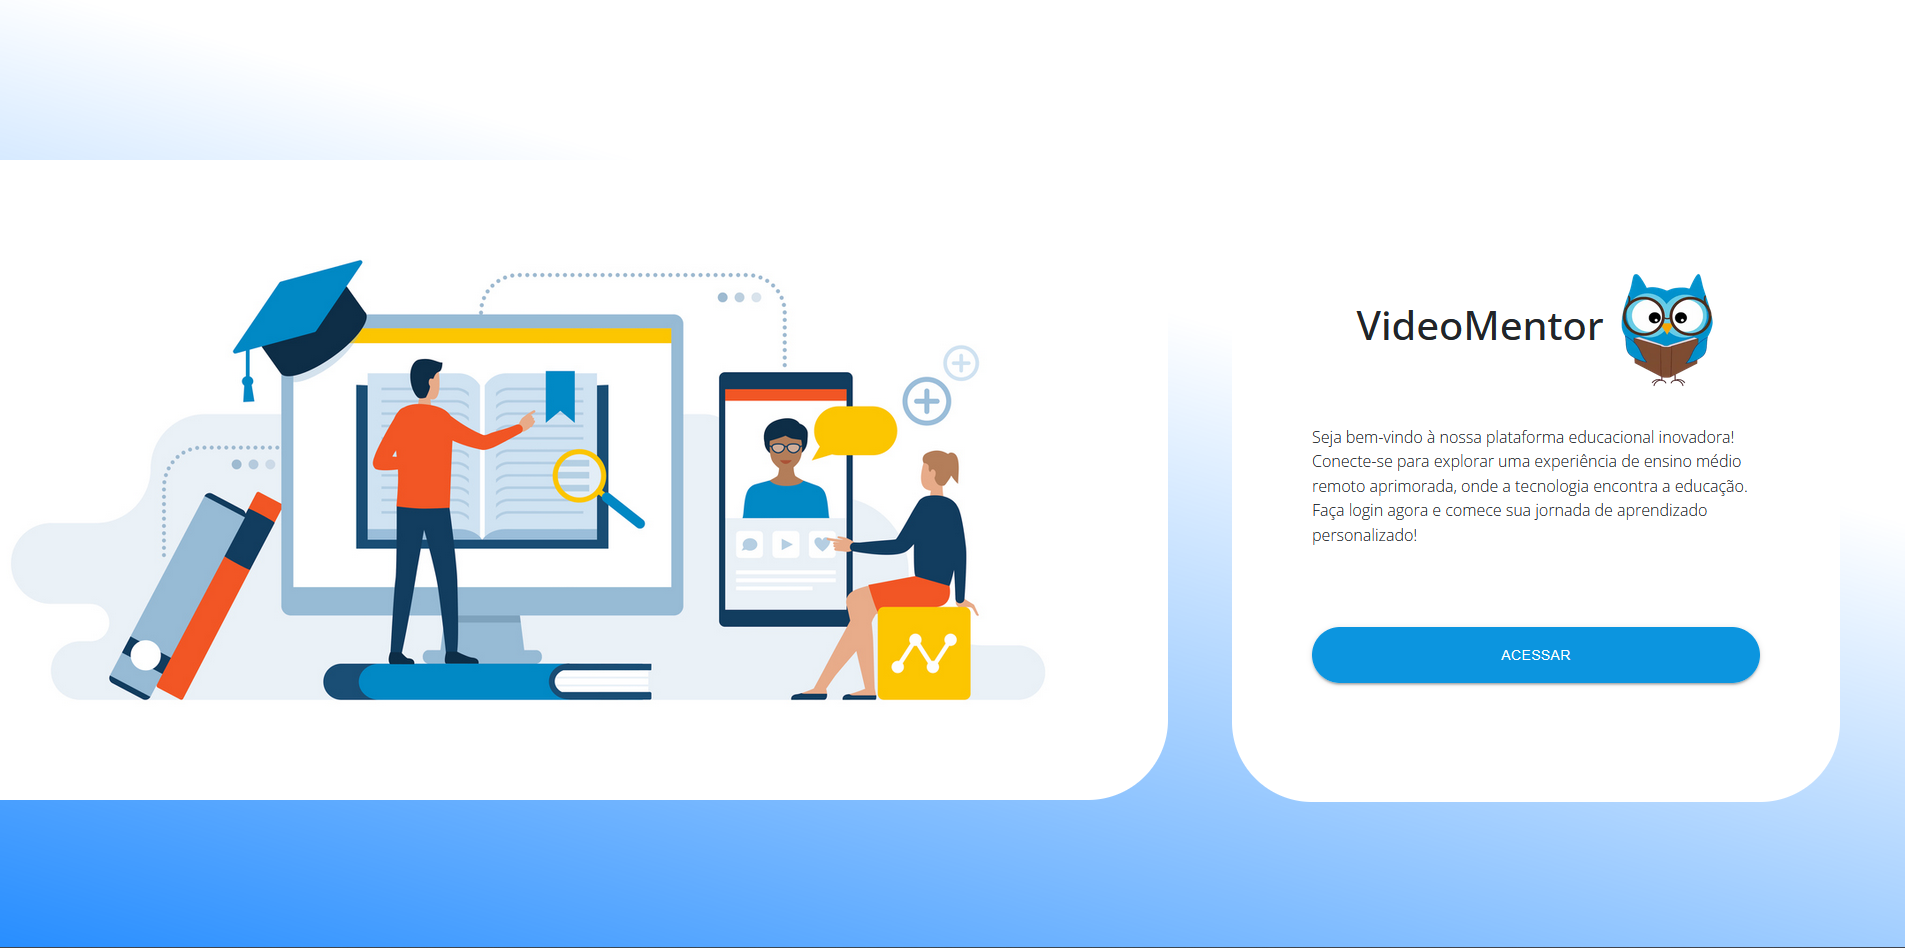 VideoMentor
Seja bem-vindo à nossa plataforma educacional inovadora!
Conecte-se para explorar uma experiência de ensino médio
remoto aprimorada, onde a tecnologia encontra a educação.
Faça login agora e comece sua jornada de aprendizado
personalizado!
ACESSAR